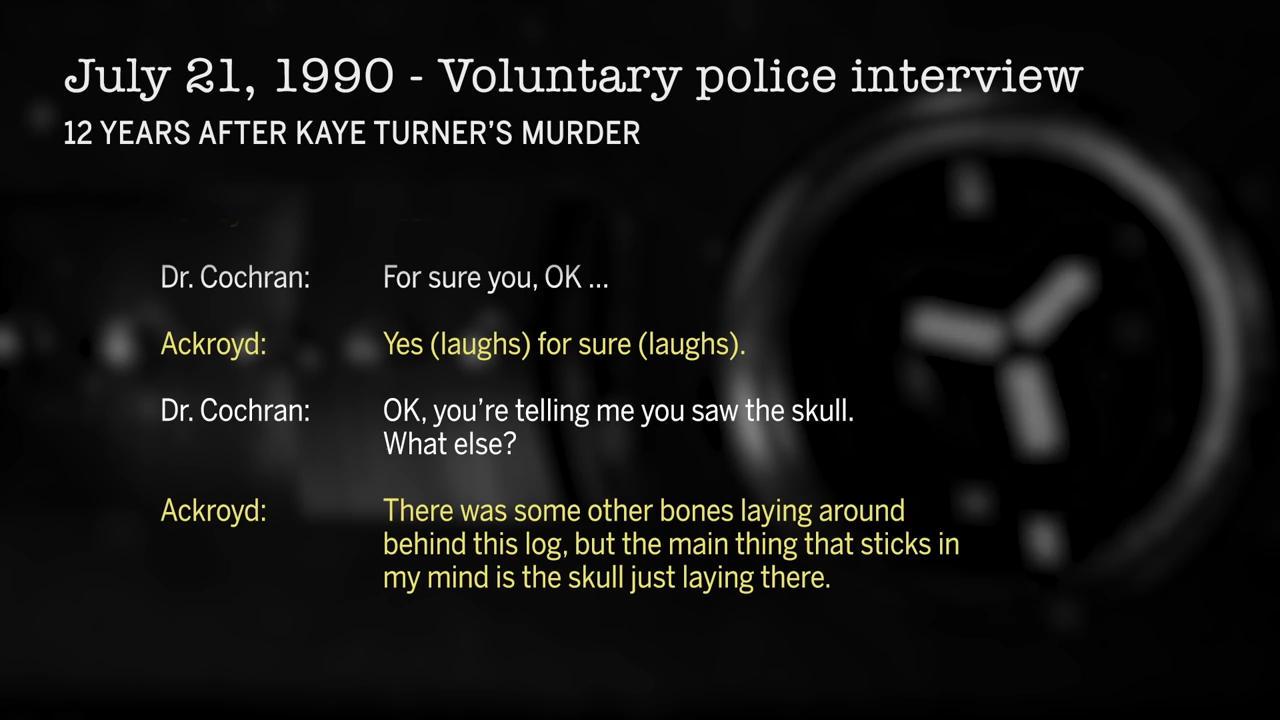 July 21, 1990 - Voluntary police interview
12 YEARS AFTER KAYE TURNER'S MURDER
Dr. Cochran: For sure you, OK ...
Ackroyd: Yes (laughs) for sure (laughs).
Dr. Cochran: OK, you're telling me you saw the skull.
What else?
Ackroyd: There was some other bones laying around
behind this log, but the main thing that sticks in
my mind is the skull just laying there.